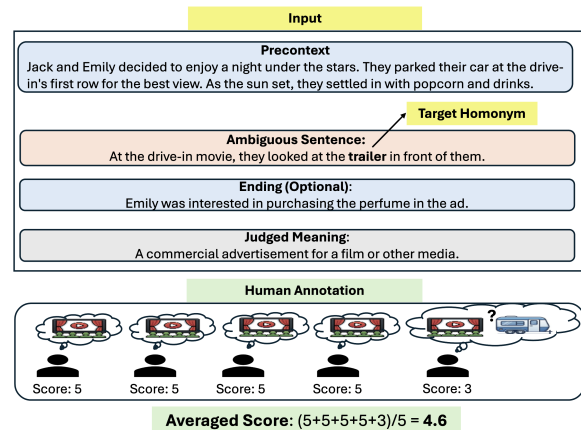 Input
Precontext
Jack and Emily decided to enjoy a night under the stars. They parked their car at the drive-
in's first row for the best view. As the sun set, they settled in with popcorn and drinks.
Target Homonym
Ambiguous Sentence:
At the drive-in movie, they looked at the trailer in front of them.
Ending (Optional):
Emily was interested in purchasing the perfume in the ad.
Judged Meaning:
A commercial advertisement for a film or other media.
Human Annotation
?
Score: 5 Score: 5 Score: 5 Score: 5 Score: 3
Averaged Score: (5+5+5+5+3)/5 = 4.6